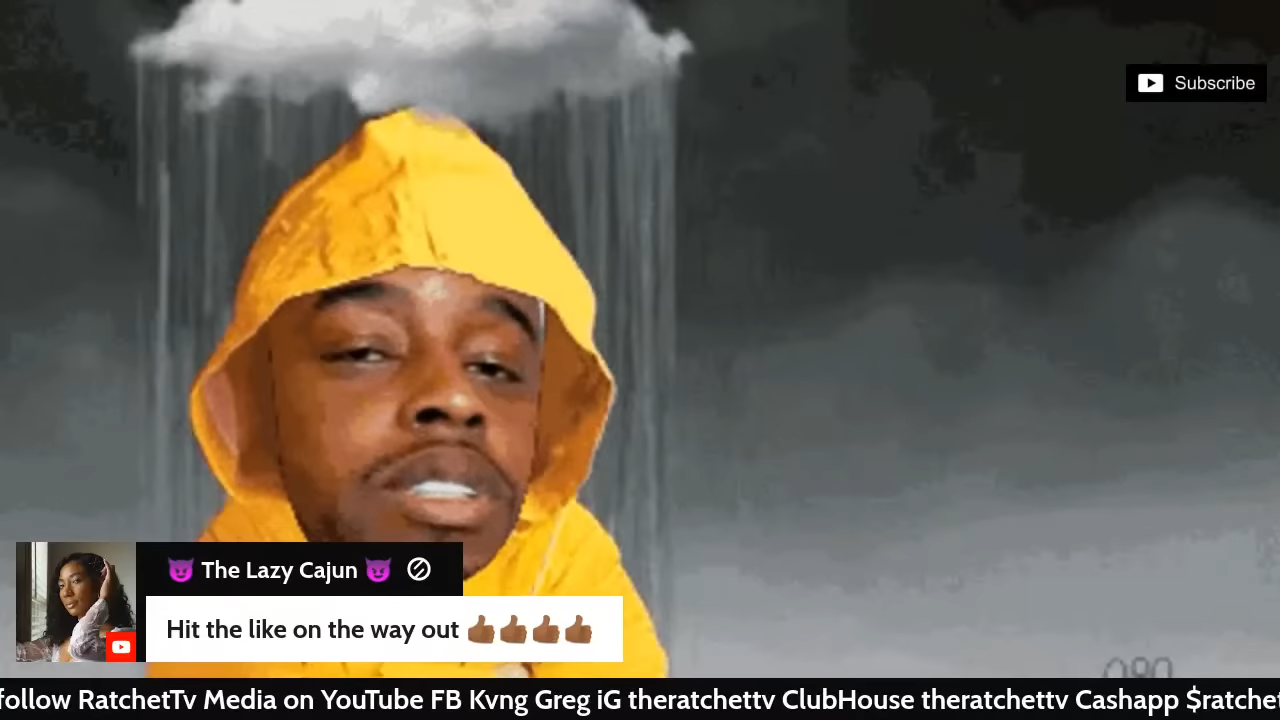 Subscribe
😈 The Lazy Cajun 😈
Hit the like on the way out 👍🏾👍🏾👍🏾👍🏾
follow RatchetTv Media on YouTube FB Kvng Greg iG theratchettv ClubHouse theratchettv Cashapp $ratchet